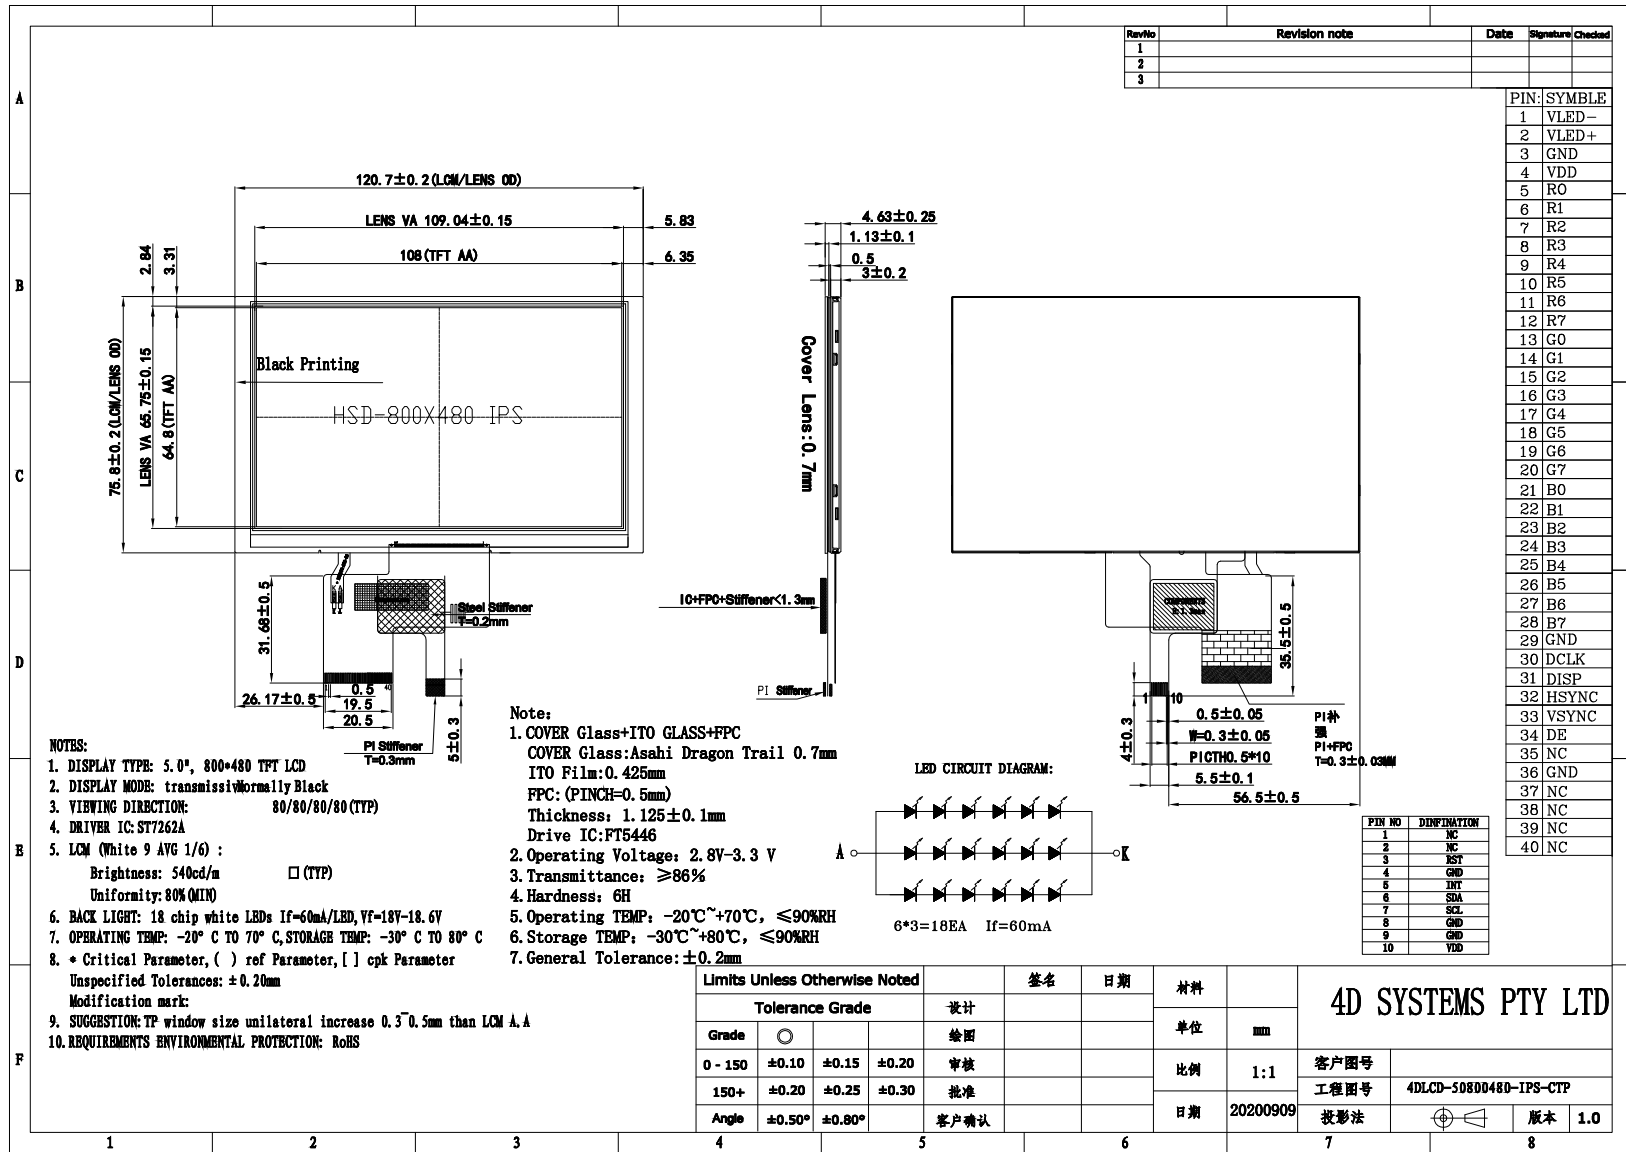 RevNo Revision note Date Signature Checked
1
2
3
PIN: SYMBLE
1 VLED-
2 VLED+
3 GND
4 VDD
5 R0
6 R1
7 R2
8 R3
9 R4
10 R5
11 R6
12 R7
13 G0
14 G1
15 G2
16 G3
17 G4
18 G5
19 G6
20 G7
21 B0
22 B1
23 B2
24 B3
25 B4
26 B5
27 B6
28 B7
29 GND
30 DCLK
31 DISP
32 HSYNC
33 VSYNC
34 DE
35 NC
36 GND
37 NC
38 NC
39 NC
40 NC
A
B
C
D
E
F
120.7±0.2(LCM/LENS OD)
LENS VA 109.04±0.15
5.83
108(TFT AA)
6.35
2.84
3.31
75.8±0.2(LCM/LENS OD)
LENS VA 65.75±0.15
64.8(TFT AA)
Black Printing
HSD-800X480 IPS
4.63±0.25
1.13±0.1
0.5
3±0.2
Cover Lens:0.7mm
31.68±0.5
Steel Stiffener
T=0.2mm
1 40
0.5
26.17±0.5
19.5
20.5
PI Stiffener
T=0.3mm
5±0.3
IC+FPC+Stiffener<1.3mm
PI Stiffener
COMPONENTS
35.5±0.5
1 10
4±0.3
0.5±0.05
W=0.3±0.05
PICTH0.5*10
5.5±0.1
56.5±0.5
PI补
强
PI+FPC
T=0.3±0.03MM
NOTES:
1. DISPLAY TYPE: 5.0", 800*480 TFT LCD
2. DISPLAY MODE: transmissiv Normally Black
3. VIEWING DIRECTION: 80/80/80/80(TYP)
4. DRIVER IC:ST7262A
5. LCM (White 9 AVG 1/6) :
Brightness: 540cd/m □(TYP)
Uniformity:80%(MIN)
6. BACK LIGHT: 18 chip white LEDs If=60mA/LED,Vf=18V-18.6V
7. OPERATING TEMP: -20° C TO 70° C,STORAGE TEMP: -30° C TO 80° C
8. * Critical Parameter,( ) ref Parameter,[ ] cpk Parameter
Unspecified Tolerances: ±0.20mm
Modification mark:
9. SUGGESTION:TP window size unilateral increase 0.3~0.5mm than LCM A.A
10.REQUIREMENTS ENVIRONMENTAL PROTECTION: RoHS
Note:
1.COVER Glass+ITO GLASS+FPC
COVER Glass:Asahi Dragon Trail 0.7mm
ITO Film:0.425mm
FPC:(PINCH=0.5mm)
Thickness: 1.125±0.1mm
Drive IC:FT5446
2.Operating Voltage: 2.8V-3.3 V
3.Transmittance: ≥86%
4.Hardness: 6H
5.Operating TEMP: -20℃~+70℃, ≤90%RH
6.Storage TEMP: -30℃~+80℃, ≤90%RH
7.General Tolerance:±0.2mm
LED CIRCUIT DIAGRAM:
A K
6*3=18EA If=60mA
PIN NO DINFINATION
1 NC
2 NC
3 RST
4 GND
5 INT
6 SDA
7 SCL
8 GND
9 GND
10 VDD
Limits Unless Otherwise Noted
Tolerance Grade
Grade
0 - 150 ±0.10 ±0.15 ±0.20
150+ ±0.20 ±0.25 ±0.30
Angle ±0.50° ±0.80°
签名 日期
设计
绘图
审核
批准
客户确认
材料
单位 mm
比例 1:1
日期 20200909
4D SYSTEMS PTY LTD
客户图号
工程图号 4DLCD-50800480-IPS-CTP
投影法 版本 1.0
1 2 3 4 5 6 7 8